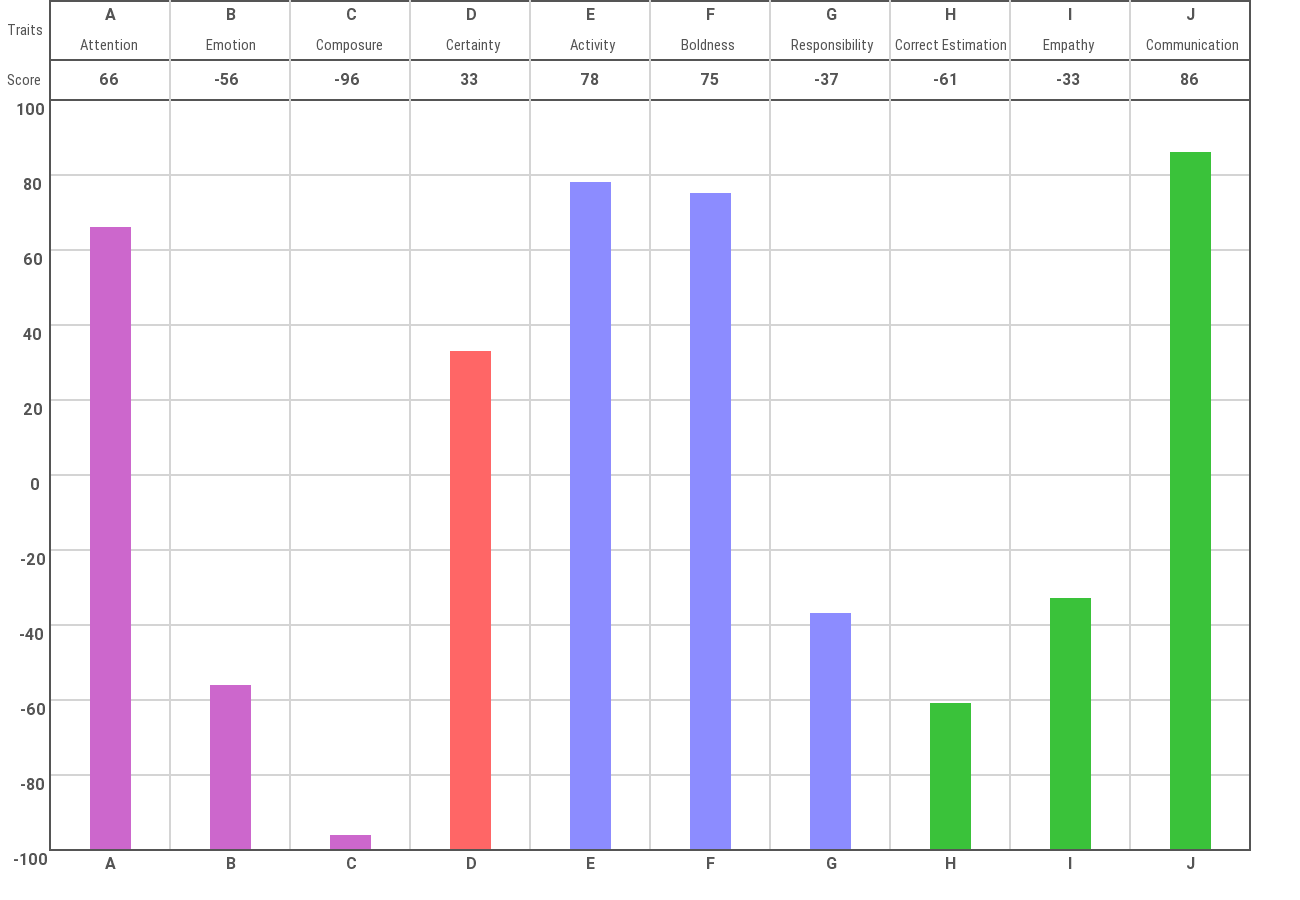 A B C D E F G H I J
Traits
Attention Emotion Composure Certainty Activity Boldness Responsibility Correct Estimation Empathy Communication
Score 66 -56 -96 33 78 75 -37 -61 -33 86
100
80
60
40
20
0
-20
-40
-60
-80
-100
A B C D E F G H I J